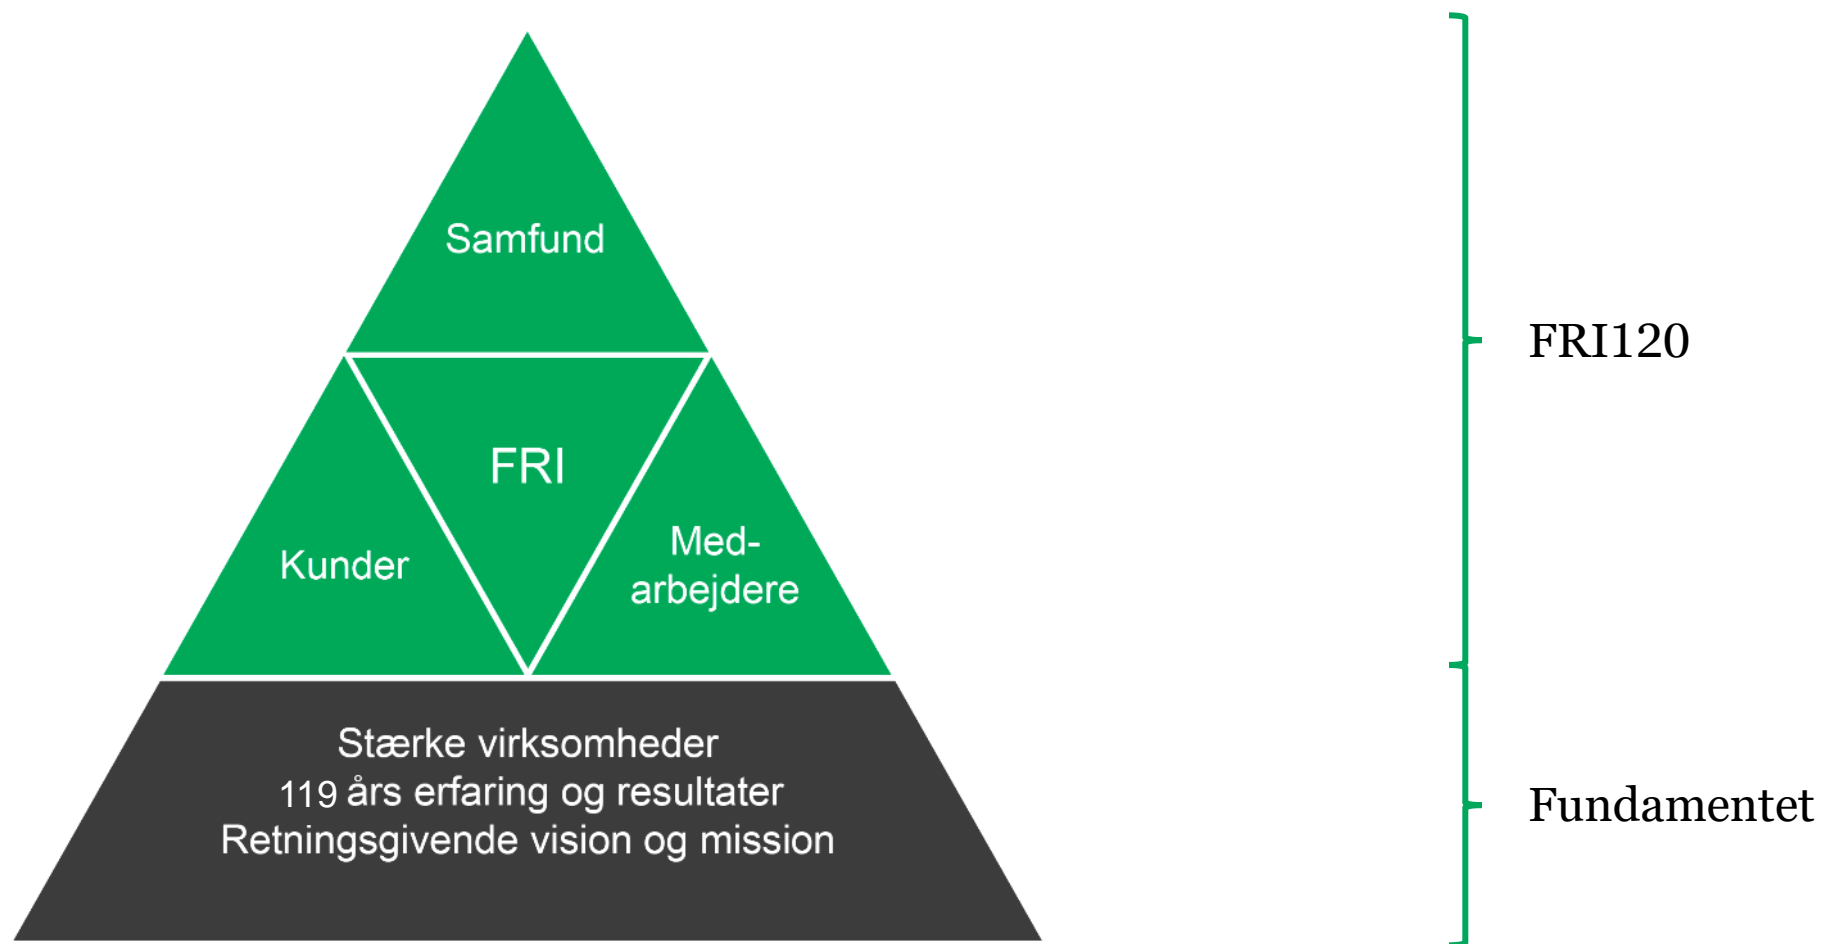 Samfund
FRI120
FRI
Kunder
Med-
arbejdere
Stærke virksomheder
119 års erfaring og resultater
Retningsgivende vision og mission
Fundamentet